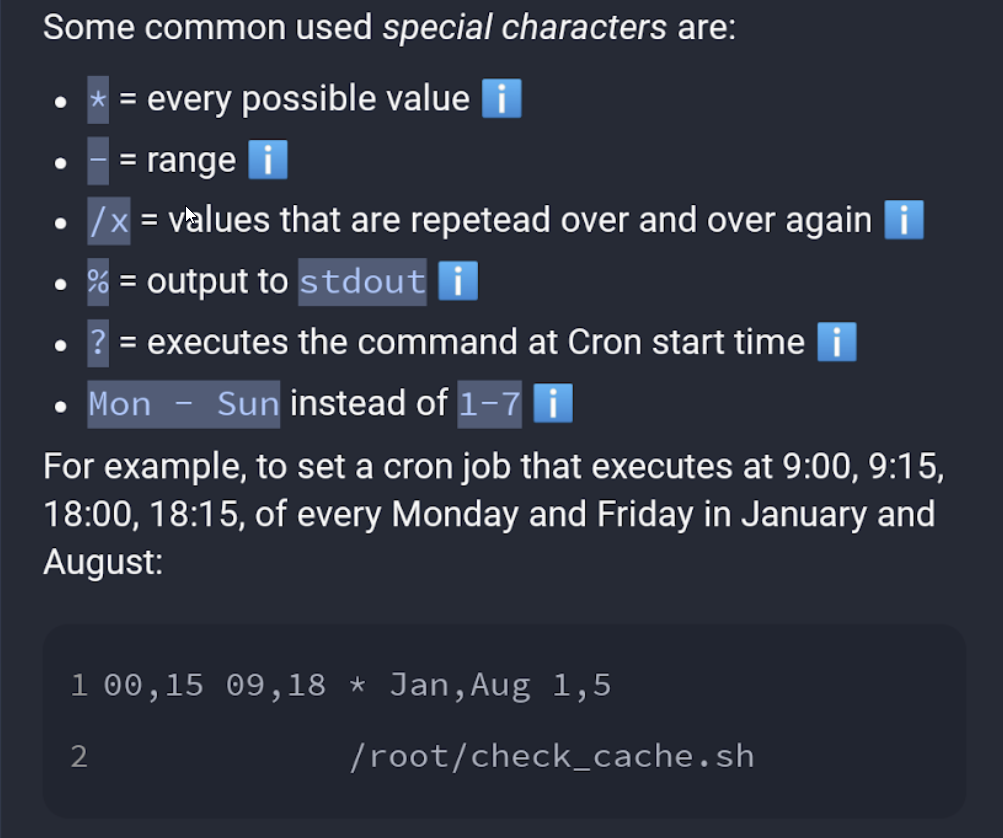 Some common used special characters are:
• * = every possible value ℹ️
• - = range ℹ️
• /x = values that are repetead over and over again ℹ️
• % = output to stdout ℹ️
• ? = executes the command at Cron start time ℹ️
• Mon - Sun instead of 1-7 ℹ️
For example, to set a cron job that executes at 9:00, 9:15,
18:00, 18:15, of every Monday and Friday in January and
August:
1 00,15 09,18 * Jan,Aug 1,5
2 /root/check_cache.sh